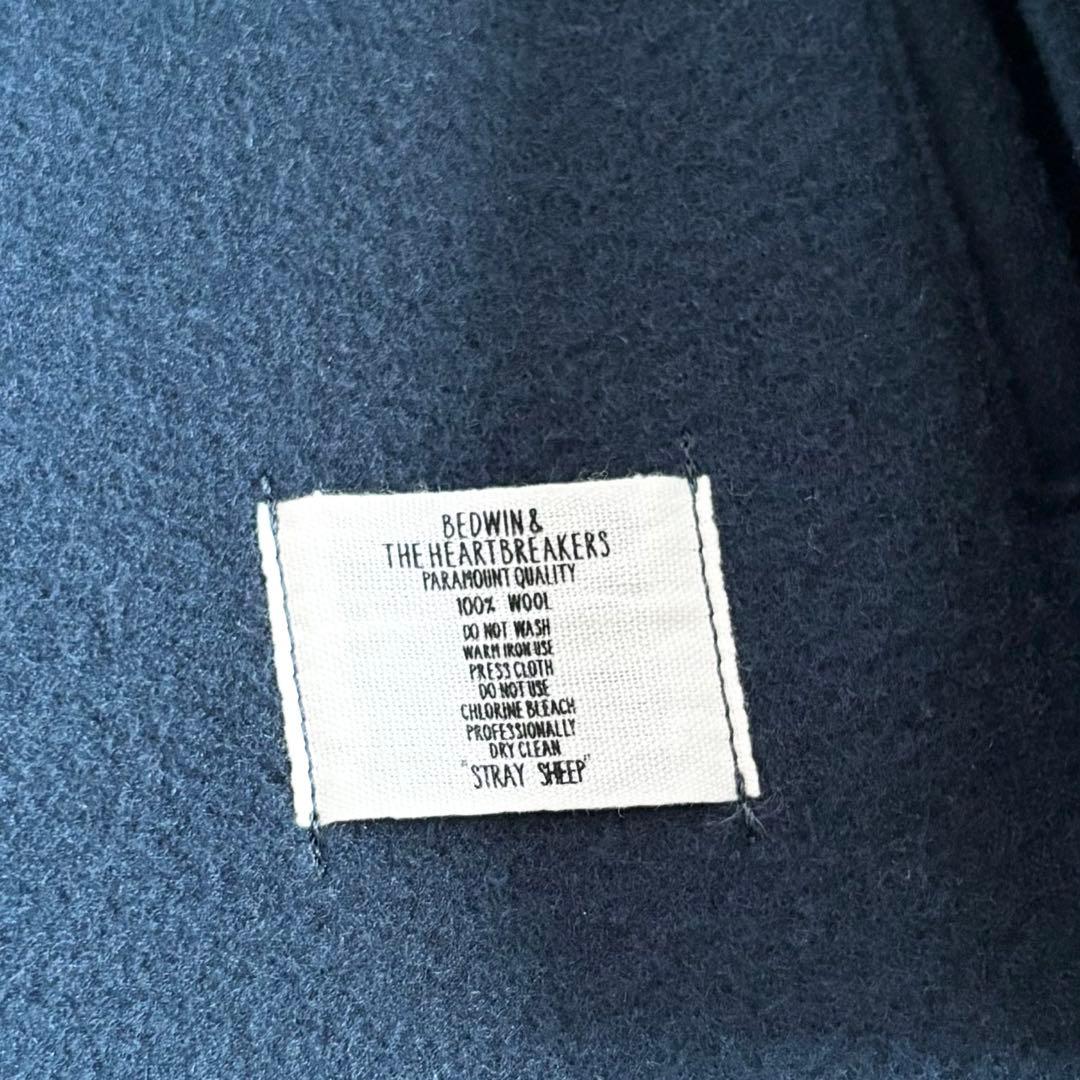 BEDWIN &
THE HEARTBREAKERS
PARAMOUNT QUALITY
100% WOOL
DO NOT WASH
WARM IRON USE
PRESS CLOTH
DO NOT USE
CHLORINE BLEACH
PROFESSIONALLY
DRY CLEAN
"STRAY SHEEP"